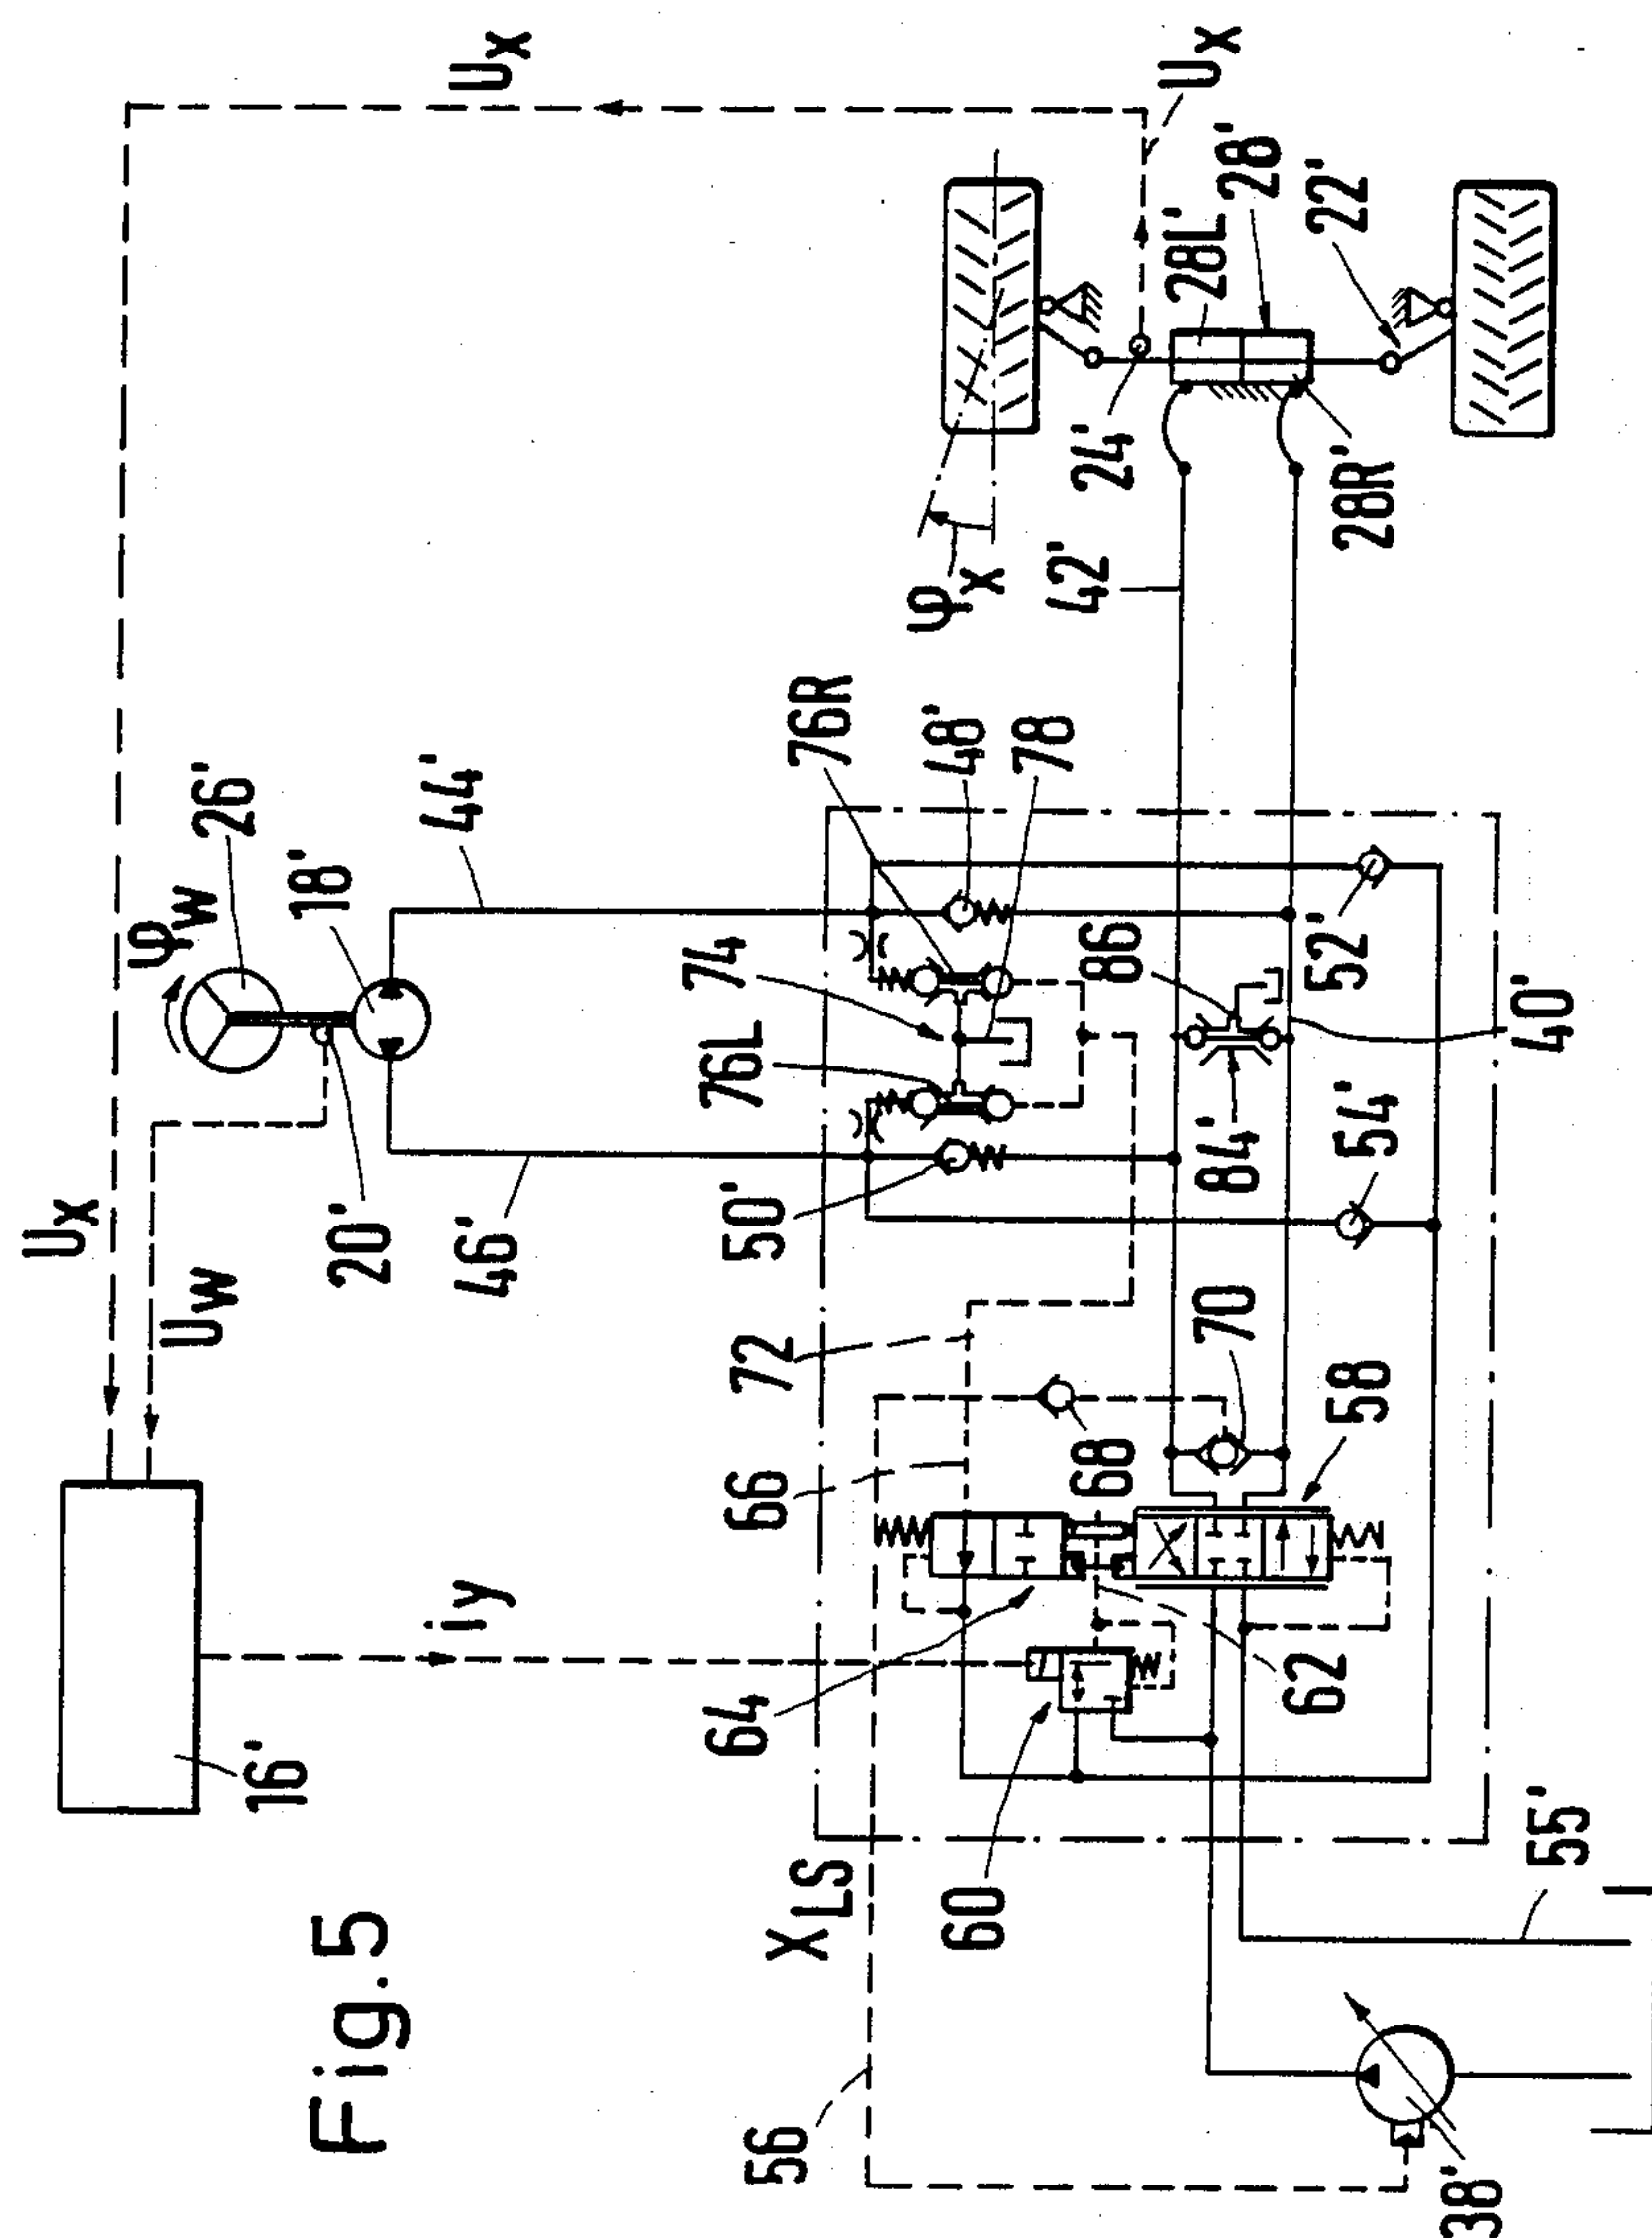 Fig.5
16'
Ux
Uw
Ux
Ux
φw
26'
18'
20'
44'
46'
iy
XLS
56
38'
55'
60
64
62
66
72
68
70
58
50'
76L
74
76R
48'
78
86
84'
52'
54'
40'
42'
φx
24'
28L'
28'
22'
28R'